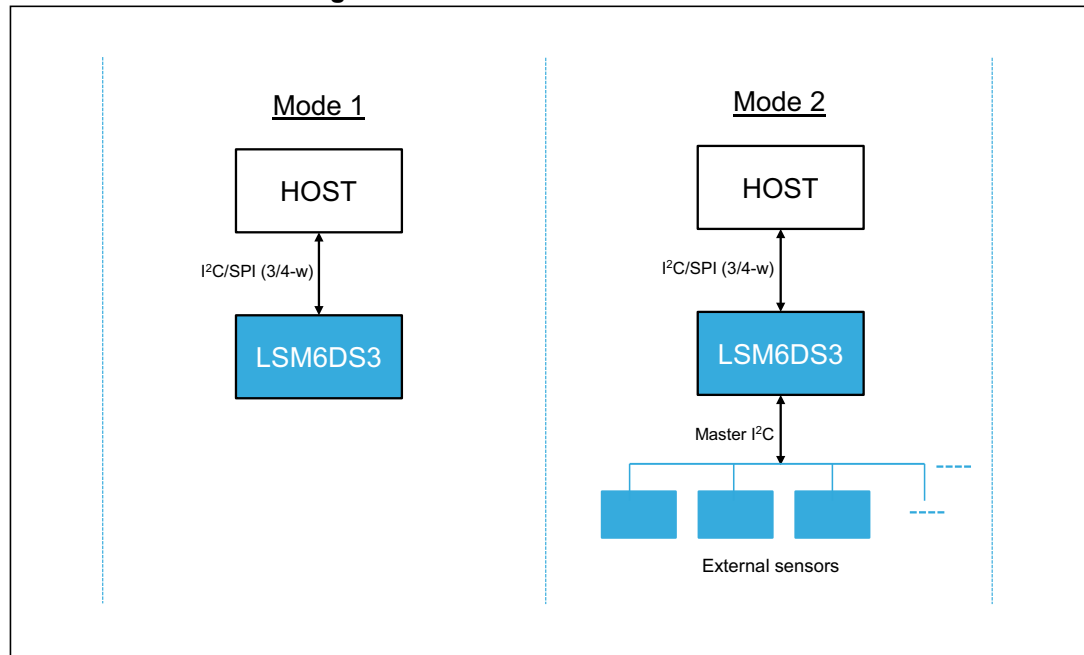 Mode 1
HOST
I²C/SPI (3/4-w)
LSM6DS3
Mode 2
HOST
I²C/SPI (3/4-w)
LSM6DS3
Master I²C
External sensors